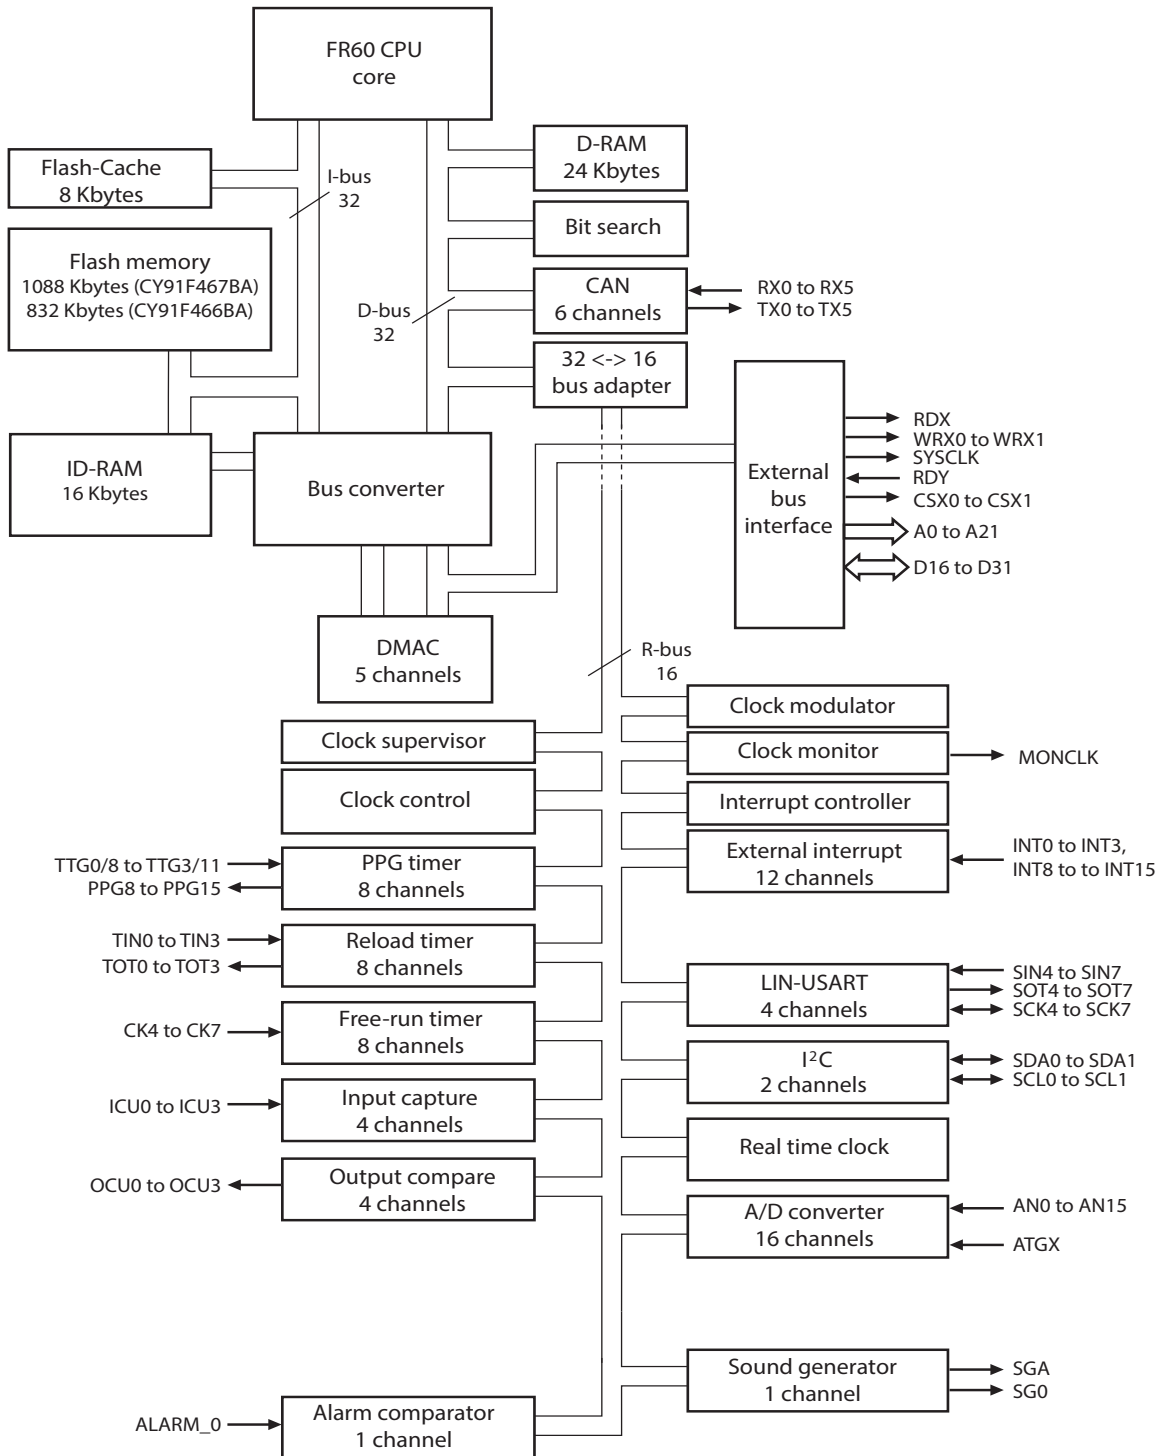 FR60 CPU
core
Flash-Cache
8 Kbytes
I-bus
32
D-RAM
24 Kbytes
Bit search
Flash memory
1088 Kbytes (CY91F467BA)
832 Kbytes (CY91F466BA)
D-bus
32
CAN
6 channels
RX0 to RX5
TX0 to TX5
32 <-> 16
bus adapter
ID-RAM
16 Kbytes
Bus converter
External
bus
interface
RDX
WRX0 to WRX1
SYSCLK
RDY
CSX0 to CSX1
A0 to A21
D16 to D31
DMAC
5 channels
R-bus
16
Clock supervisor
Clock control
TTG0/8 to TTG3/11
PPG8 to PPG15
PPG timer
8 channels
TIN0 to TIN3
TOT0 to TOT3
Reload timer
8 channels
CK4 to CK7
Free-run timer
8 channels
ICU0 to ICU3
Input capture
4 channels
OCU0 to OCU3
Output compare
4 channels
ALARM_0
Alarm comparator
1 channel
Clock modulator
Clock monitor
MONCLK
Interrupt controller
External interrupt
12 channels
INT0 to INT3,
INT8 to to INT15
LIN-USART
4 channels
SIN4 to SIN7
SOT4 to SOT7
SCK4 to SCK7
I²C
2 channels
SDA0 to SDA1
SCL0 to SCL1
Real time clock
A/D converter
16 channels
AN0 to AN15
ATGX
Sound generator
1 channel
SGA
SG0